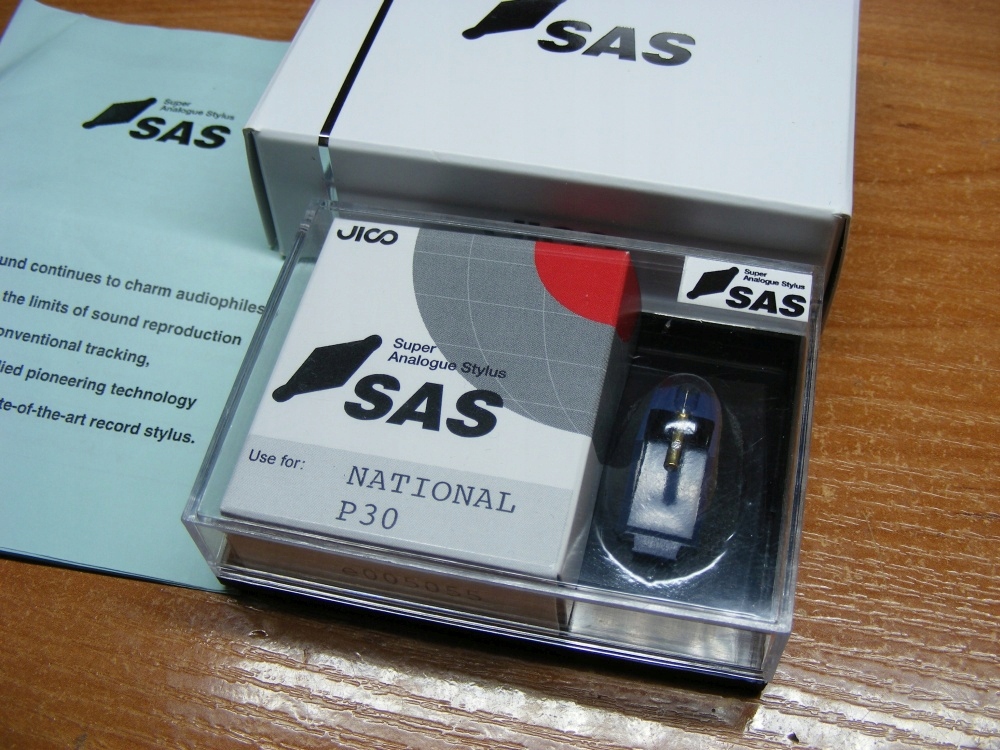 SAS
Super
Analogue Stylus
SAS
und continues to charm audiophiles
the limits of sound reproduction
onventional tracking,
ied pioneering technology
te-of-the-art record stylus.
JICO
Super
Analogue Stylus
SAS
Use for:
NATIONAL
P30
Super
Analogue Stylus
SAS